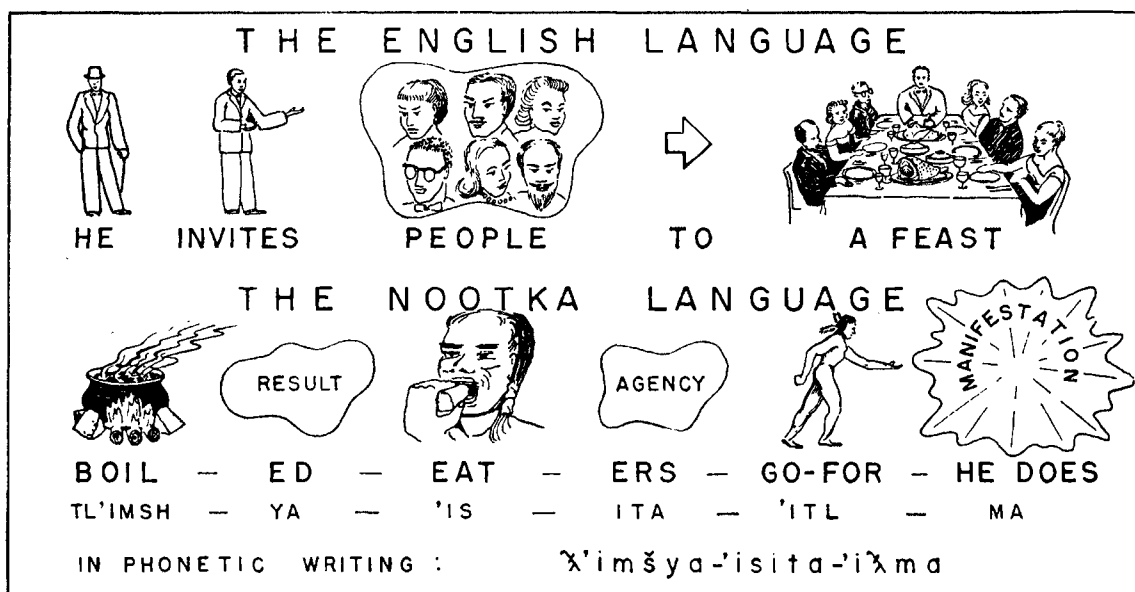 THE ENGLISH LANGUAGE
HE INVITES PEOPLE TO A FEAST
THE NOOTKA LANGUAGE
RESULT AGENCY MANIFESTATION
BOIL – ED – EAT – ERS – GO-FOR – HE DOES
TL'IMSH – YA – 'IS – ITA – 'ITL – MA
IN PHONETIC WRITING : ƛ'imšya-'isita-'iƛma